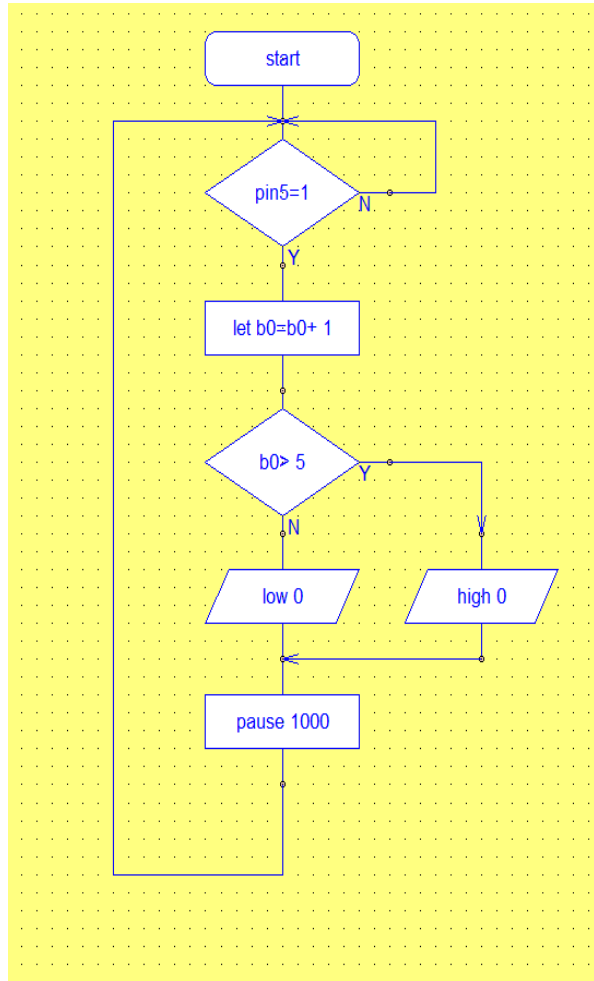 start
pin5=1
N
Y
let b0=b0+ 1
b0> 5
Y
N
low 0
high 0
pause 1000